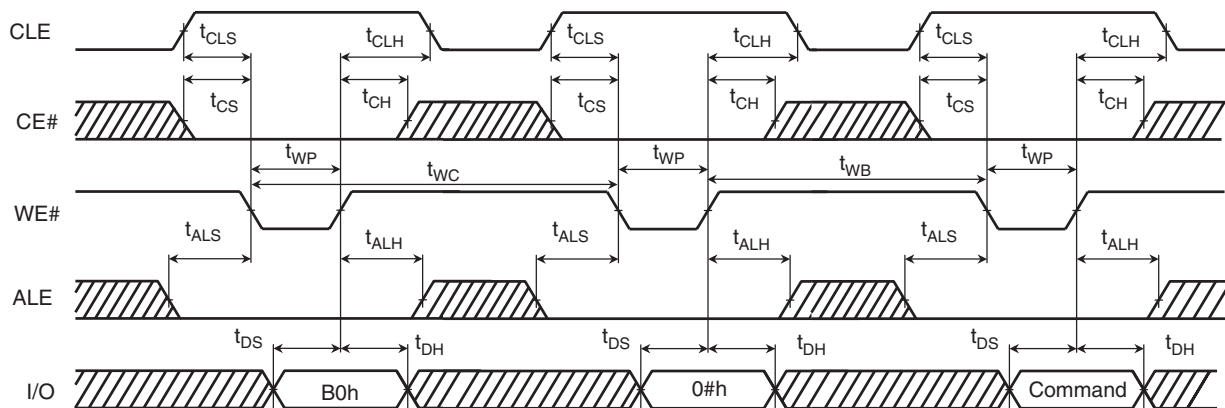 CLE
tCLS tCLH tCLS tCLH tCLS tCLH
tCS tCH tCS tCH tCS tCH
CE#
tWP tWC tWP tWB tWP
WE#
tALS tALH tALS tALH tALS tALH
ALE
tDS tDH tDS tDH tDS tDH
I/O B0h 0#h Command